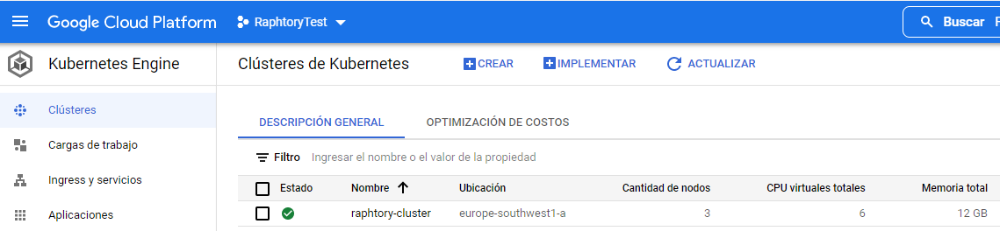 Google Cloud Platform RaphtoryTest Buscar
Kubernetes Engine Clústeres de Kubernetes CREAR IMPLEMENTAR ACTUALIZAR
Clústeres
DESCRIPCIÓN GENERAL OPTIMIZACIÓN DE COSTOS
Cargas de trabajo
Filtro Ingresar el nombre o el valor de la propiedad
Ingress y servicios
Estado Nombre Ubicación Cantidad de nodos CPU virtuales totales Memoria total
Aplicaciones
raphtory-cluster europe-southwest1-a 3 6 12 GB